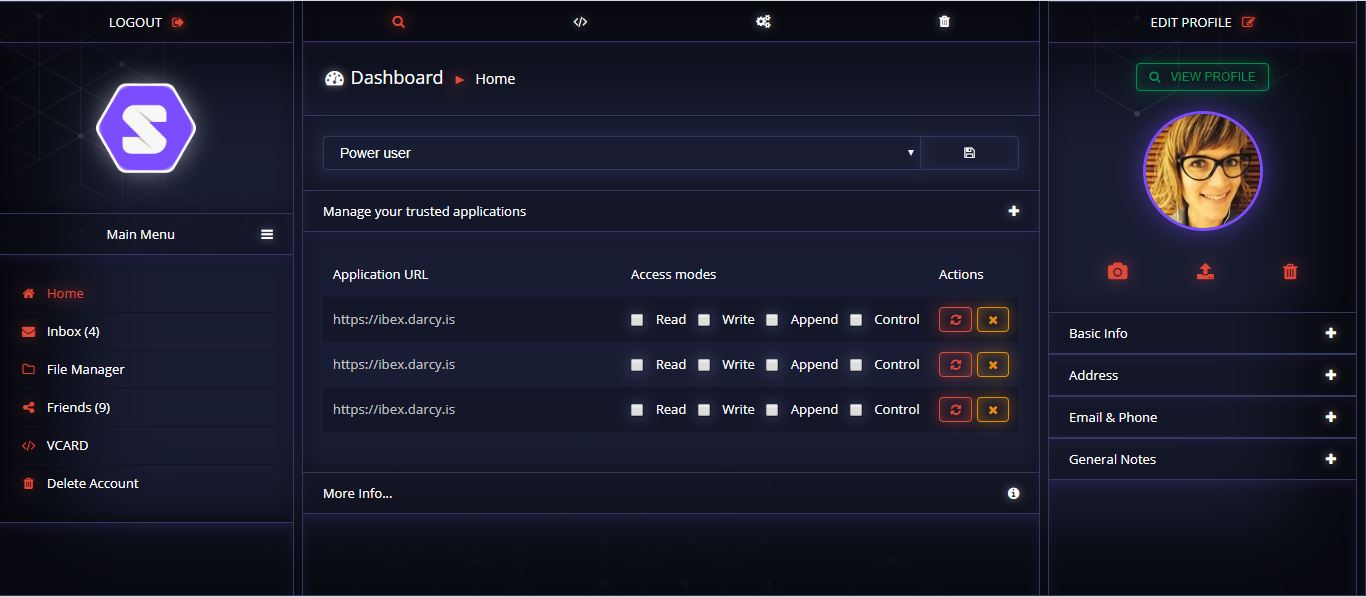 LOGOUT
Main Menu
Home
Inbox (4)
File Manager
Friends (9)
VCARD
Delete Account
Dashboard ► Home
Power user
Manage your trusted applications
Application URL Access modes Actions
https://ibex.darcy.is Read Write Append Control
https://ibex.darcy.is Read Write Append Control
https://ibex.darcy.is Read Write Append Control
More Info...
EDIT PROFILE
VIEW PROFILE
Basic Info
Address
Email & Phone
General Notes